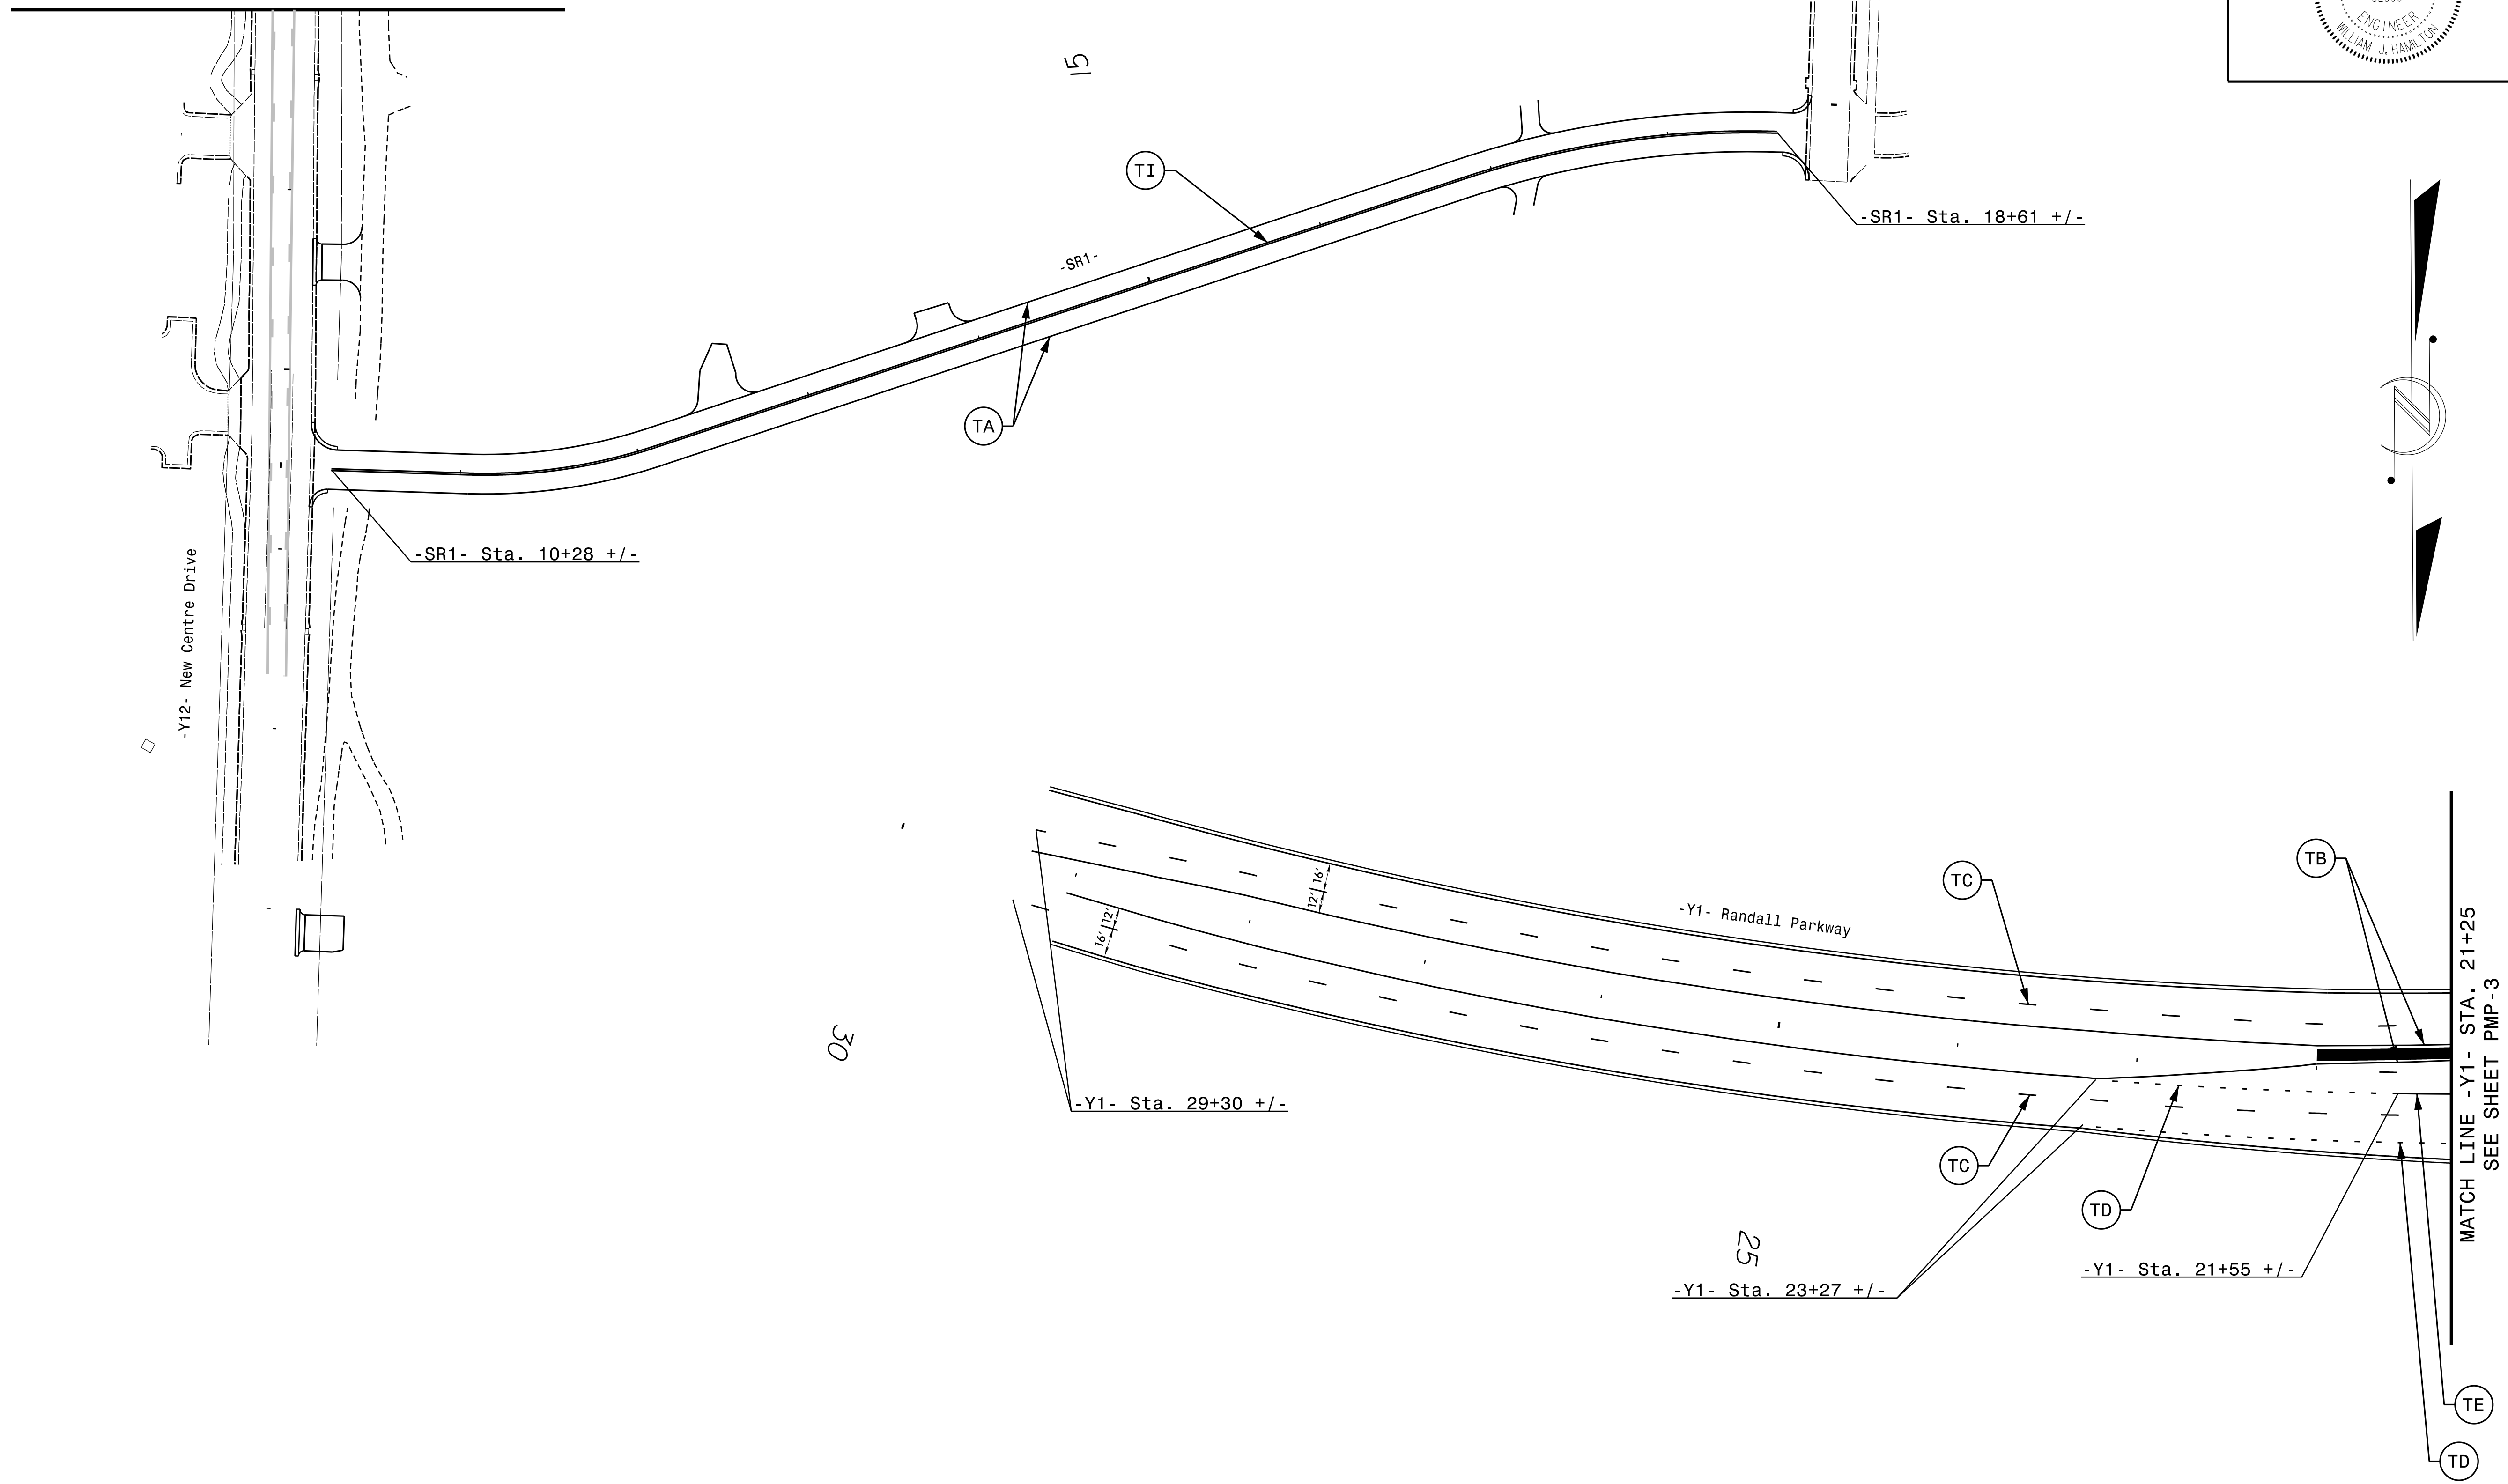 ENGINEER
WILLIAM J. HAMILTON
15
TI
-SR1- Sta. 18+61 +/-
-SR1-
TA
-SR1- Sta. 10+28 +/-
-Y12- New Centre Drive
N
TB
TC
12' 16'
-Y1- Randall Parkway
16' 12'
MATCH LINE -Y1- STA. 21+25
SEE SHEET PMP-3
30
-Y1- Sta. 29+30 +/-
TC
TD
25
-Y1- Sta. 21+55 +/-
-Y1- Sta. 23+27 +/-
TE
TD